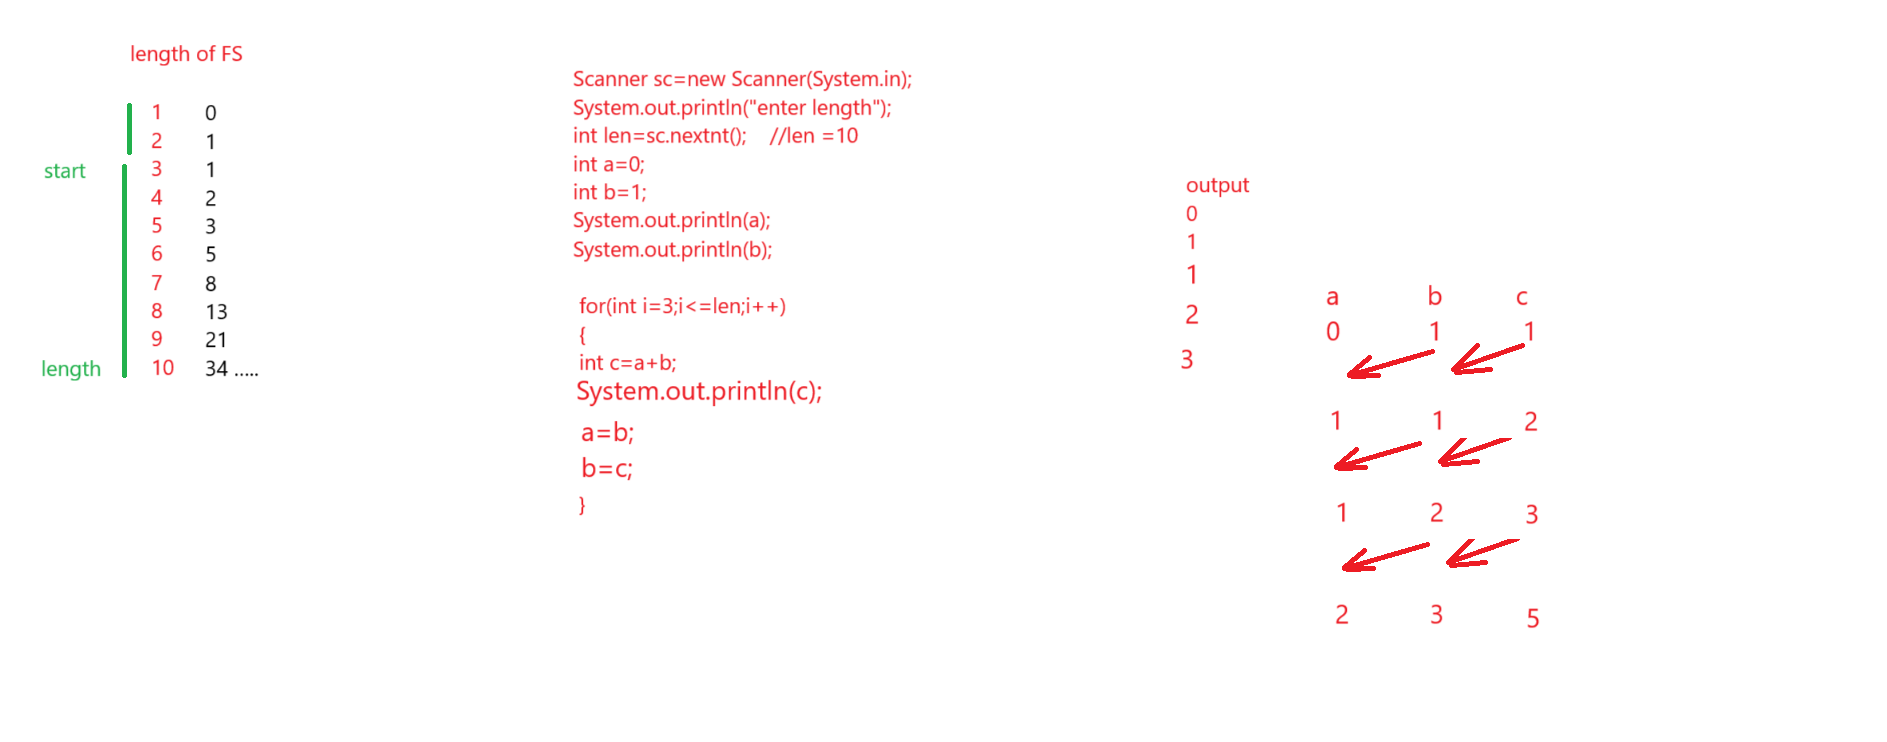 length of FS
1 0
2 1
start 3 1
4 2
5 3
6 5
7 8
8 13
9 21
length 10 34 .....
Scanner sc=new Scanner(System.in);
System.out.println("enter length");
int len=sc.nextnt(); //len =10
int a=0;
int b=1;
System.out.println(a);
System.out.println(b);
for(int i=3;i<=len;i++)
{
int c=a+b;
System.out.println(c);
a=b;
b=c;
}
output
0
1
1
2
3
a b c
0 1 1
1 1 2
1 2 3
2 3 5